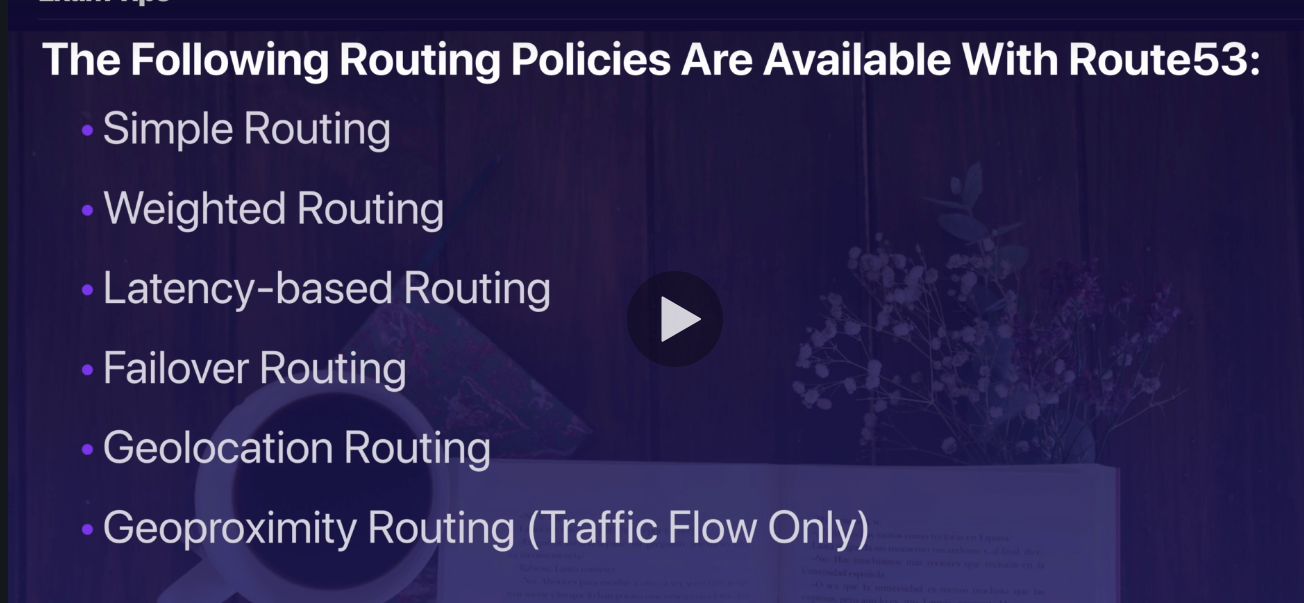 The Following Routing Policies Are Available With Route53:
• Simple Routing
• Weighted Routing
• Latency-based Routing
• Failover Routing
• Geolocation Routing
• Geoproximity Routing (Traffic Flow Only)